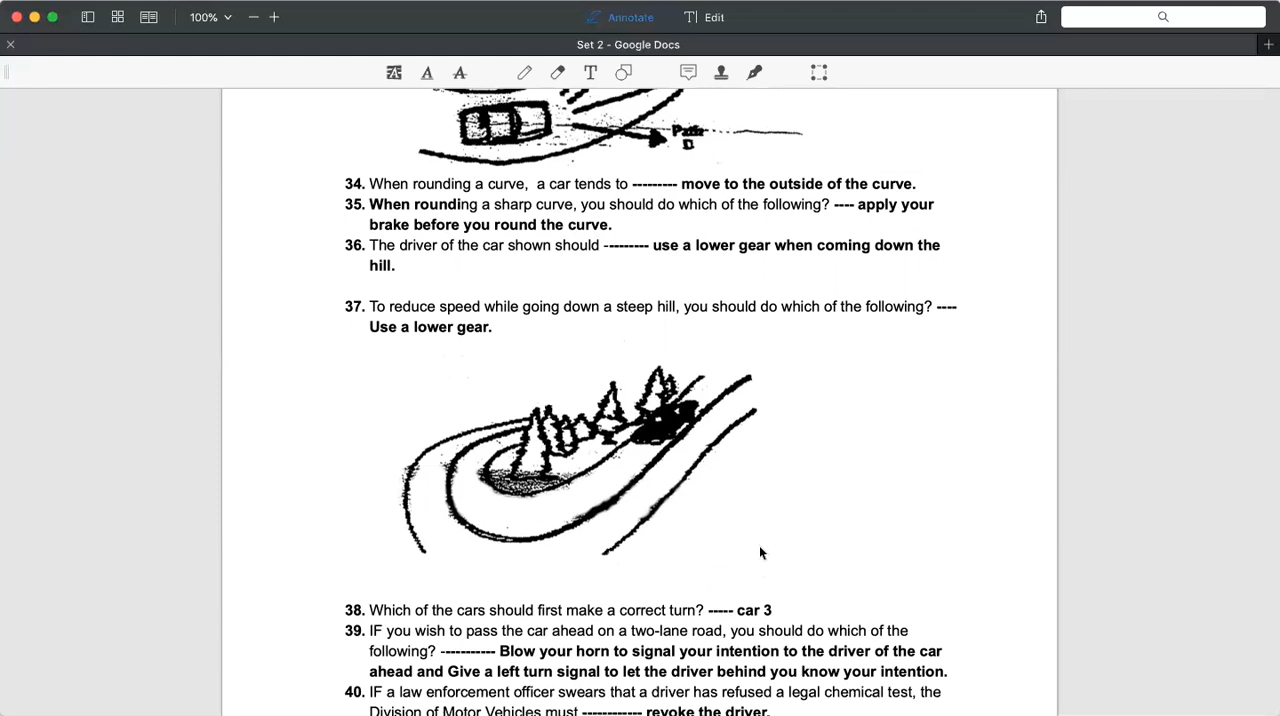 100%
Annotate
T| Edit
Set 2 - Google Docs
Path
D
34. When rounding a curve,  a car tends to --------- move to the outside of the curve.
35. When rounding a sharp curve, you should do which of the following? ---- apply your
brake before you round the curve.
36. The driver of the car shown should --------- use a lower gear when coming down the
hill.
37. To reduce speed while going down a steep hill, you should do which of the following? ----
Use a lower gear.
38. Which of the cars should first make a correct turn? ----- car 3
39. IF you wish to pass the car ahead on a two-lane road, you should do which of the
following? ----------- Blow your horn to signal your intention to the driver of the car
ahead and Give a left turn signal to let the driver behind you know your intention.
40. IF a law enforcement officer swears that a driver has refused a legal chemical test, the
Division of Motor Vehicles must ------------ revoke the driver.